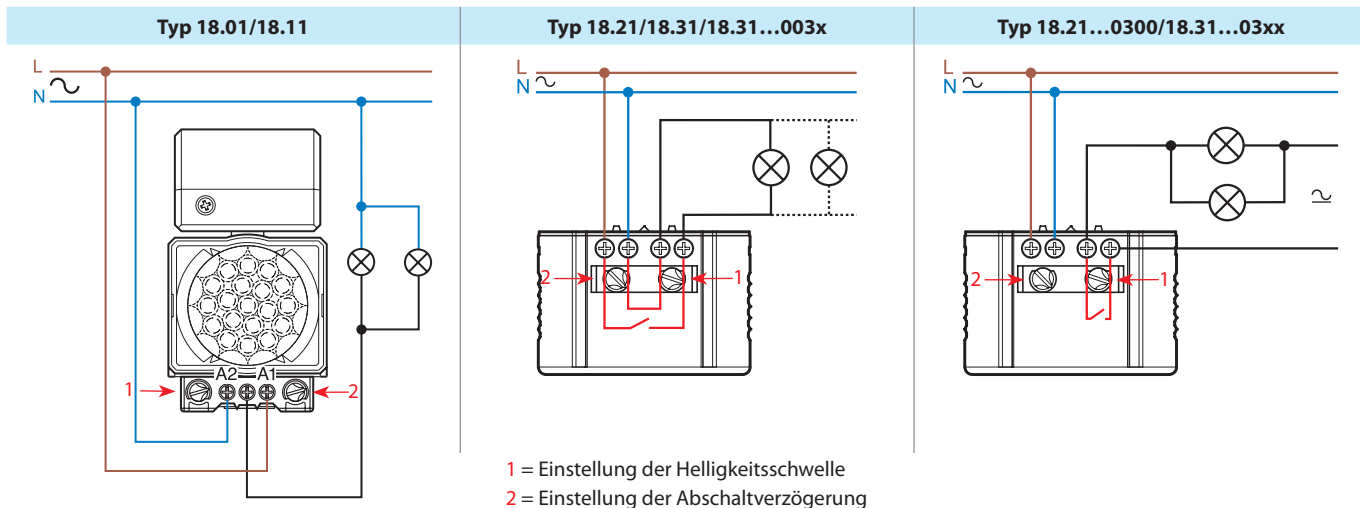 Typ 18.01/18.11
Typ 18.21/18.31/18.31…003x
Typ 18.21…0300/18.31…03xx
L
N
A2 A1
1
2
L
N
2
1
L
N
2
1
1 = Einstellung der Helligkeitsschwelle
2 = Einstellung der Abschaltverzögerung